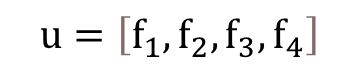 u = [f₁, f₂, f₃, f₄]